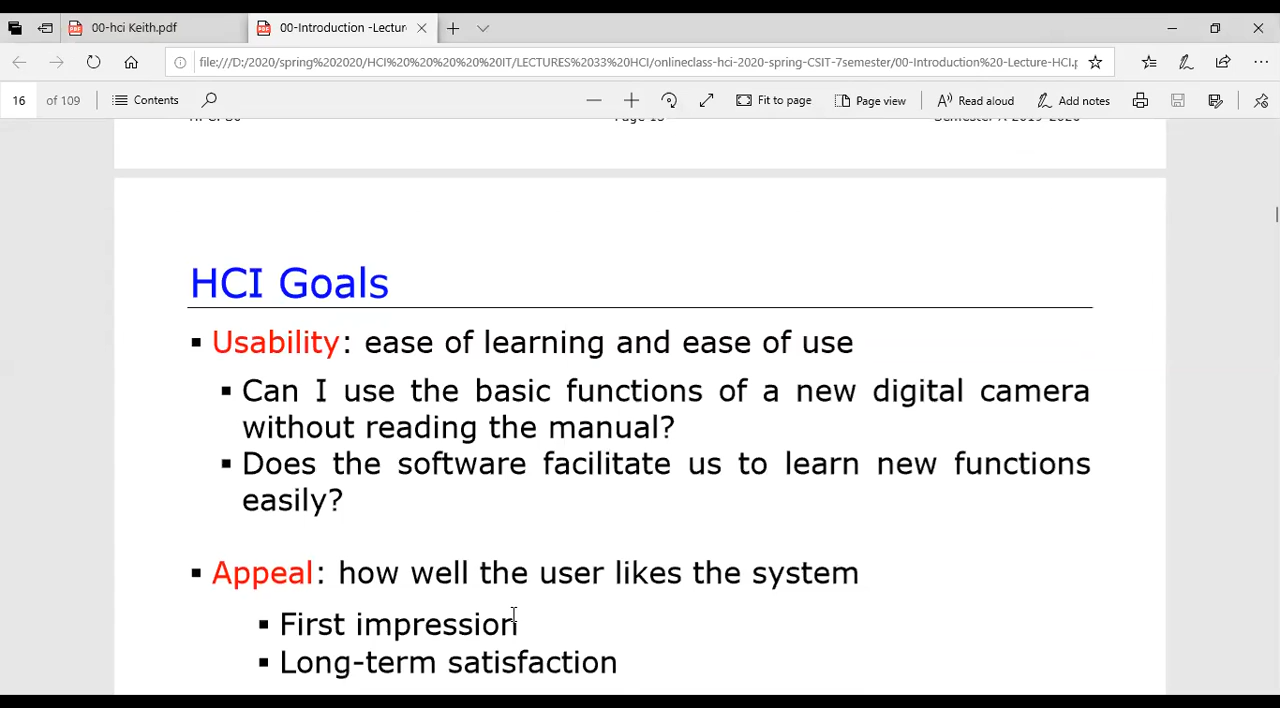 00-hci Keith.pdf
00-Introduction -Lectur
file:///D:/2020/spring%202020/HCI%20%20%20%20%20IT/LECTURES%2033%20HCI/onlineclass-hci-2020-spring-CSIT-7semester/00-Introduction%20-Lecture-HCI.p
16 of 109 Contents Fit to page Page view Read aloud Add notes
HCI Goals
▪ Usability: ease of learning and ease of use
▪ Can I use the basic functions of a new digital camera
without reading the manual?
▪ Does the software facilitate us to learn new functions
easily?
▪ Appeal: how well the user likes the system
▪ First impression
▪ Long-term satisfaction